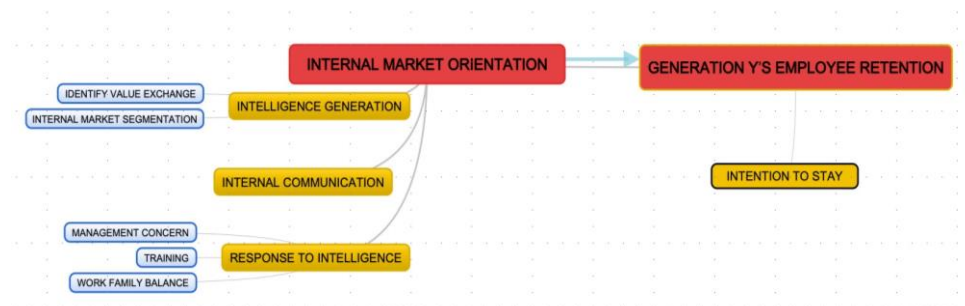 INTERNAL MARKET ORIENTATION
GENERATION Y'S EMPLOYEE RETENTION
IDENTIFY VALUE EXCHANGE
INTERNAL MARKET SEGMENTATION
INTELLIGENCE GENERATION
INTERNAL COMMUNICATION
INTENTION TO STAY
MANAGEMENT CONCERN
TRAINING
WORK FAMILY BALANCE
RESPONSE TO INTELLIGENCE